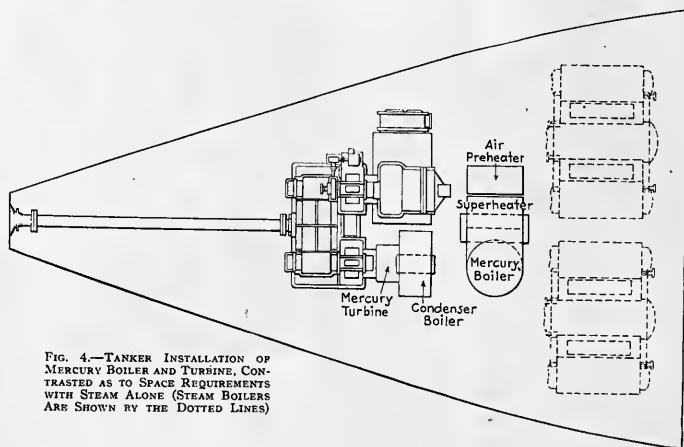 Air
Preheater
Superheater
Mercury
Boiler
Mercury
Turbine
Condenser
Boiler
FIG. 4.—TANKER INSTALLATION OF
MERCURY BOILER AND TURBINE, CON-
TRASTED AS TO SPACE REQUIREMENTS
WITH STEAM ALONE (STEAM BOILERS
ARE SHOWN BY THE DOTTED LINES)